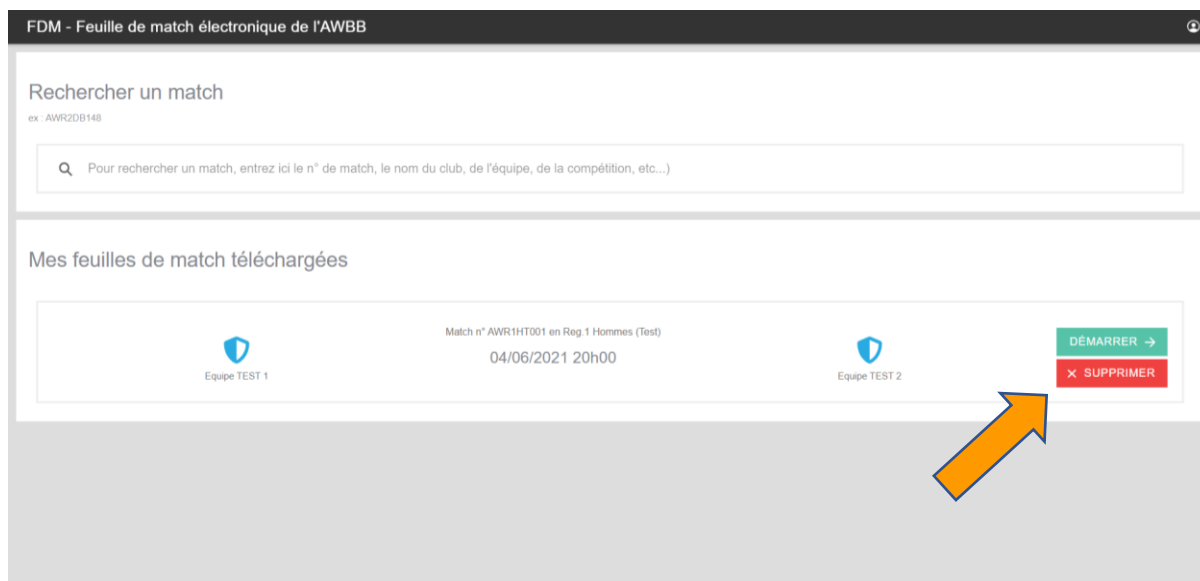 FDM - Feuille de match électronique de l'AWBB
Rechercher un match
ex : AWR2DB148
Pour rechercher un match, entrez ici le n° de match, le nom du club, de l'équipe, de la compétition, etc...)
Mes feuilles de match téléchargées
Match n° AWR1HT001 en Reg.1 Hommes (Test)
04/06/2021 20h00
Equipe TEST 1
Equipe TEST 2
DÉMARRER →
× SUPPRIMER